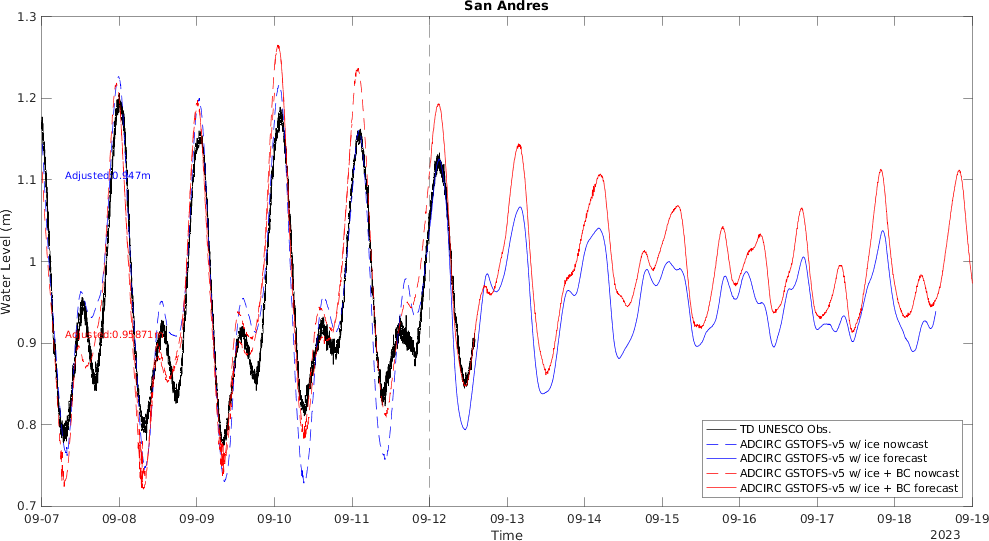 San Andres
1.3
1.2
1.1
1
0.9
0.8
0.7
Water Level (m)
Adjusted:0.947m
Adjusted:0.95871
TD UNESCO Obs.
ADCIRC GSTOFS-v5 w/ ice nowcast
ADCIRC GSTOFS-v5 w/ ice forecast
ADCIRC GSTOFS-v5 w/ ice + BC nowcast
ADCIRC GSTOFS-v5 w/ ice + BC forecast
09-07 09-08 09-09 09-10 09-11 09-12 09-13 09-14 09-15 09-16 09-17 09-18 09-19
Time
2023